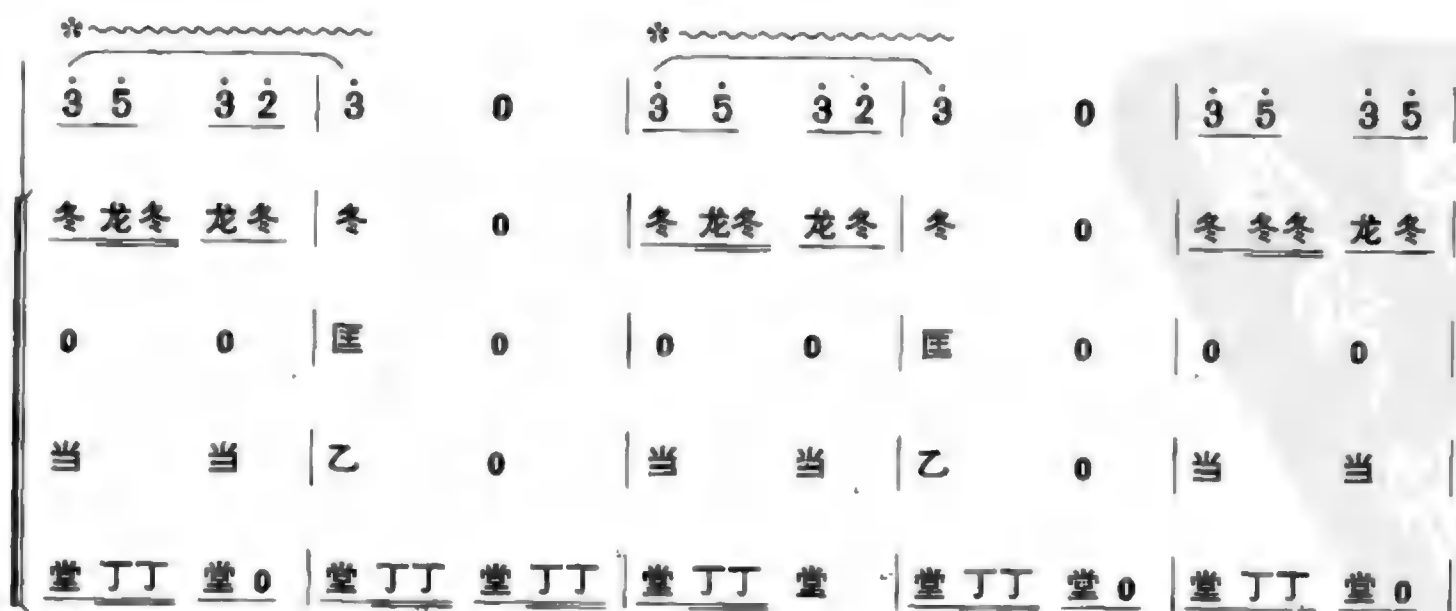 * *
3̇ 5̇ 3̇ 2̇ | 3̇ 0 | 3̇ 5̇ 3̇ 2̇ | 3̇ 0 | 3̇ 5̇ 3̇ 5̇ |
冬 龙冬 龙冬 | 冬 0 | 冬 龙冬 龙冬 | 冬 0 | 冬 冬冬 龙冬 |
0 0 | 匡 0 | 0 0 | 匡 0 | 0 0 |
当 当 | 乙 0 | 当 当 | 乙 0 | 当 当 |
堂 丁丁 堂 0 | 堂 丁丁 堂 丁丁 | 堂 丁丁 堂 | 堂 丁丁 堂 0 | 堂 丁丁 堂 0 |